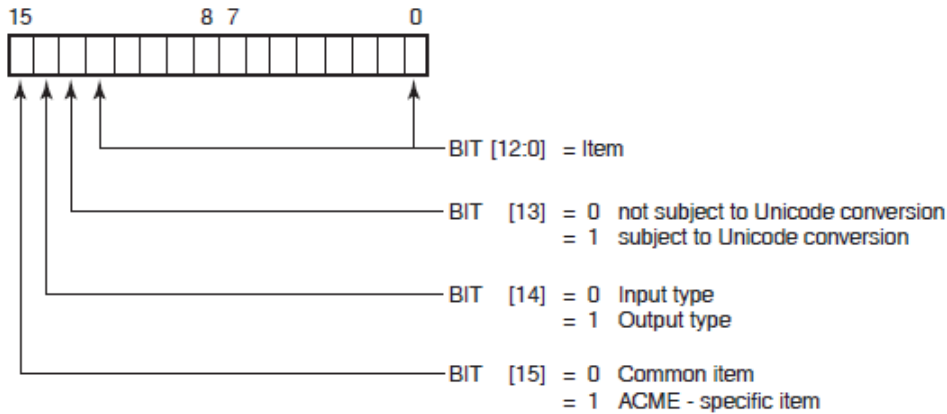 15 8 7 0
BIT [12:0] = Item
BIT [13] = 0 not subject to Unicode conversion
= 1 subject to Unicode conversion
BIT [14] = 0 Input type
= 1 Output type
BIT [15] = 0 Common item
= 1 ACME - specific item